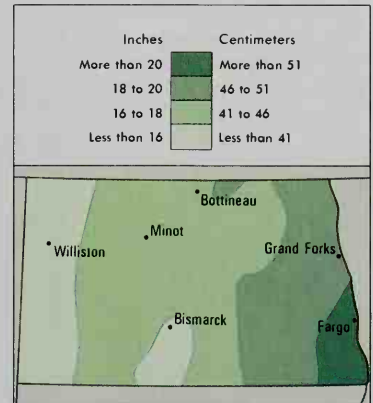 Inches Centimeters
More than 20 More than 51
18 to 20 46 to 51
16 to 18 41 to 46
Less than 16 Less than 41
Bottineau
Minot
Williston
Grand Forks
Bismarck
Fargo